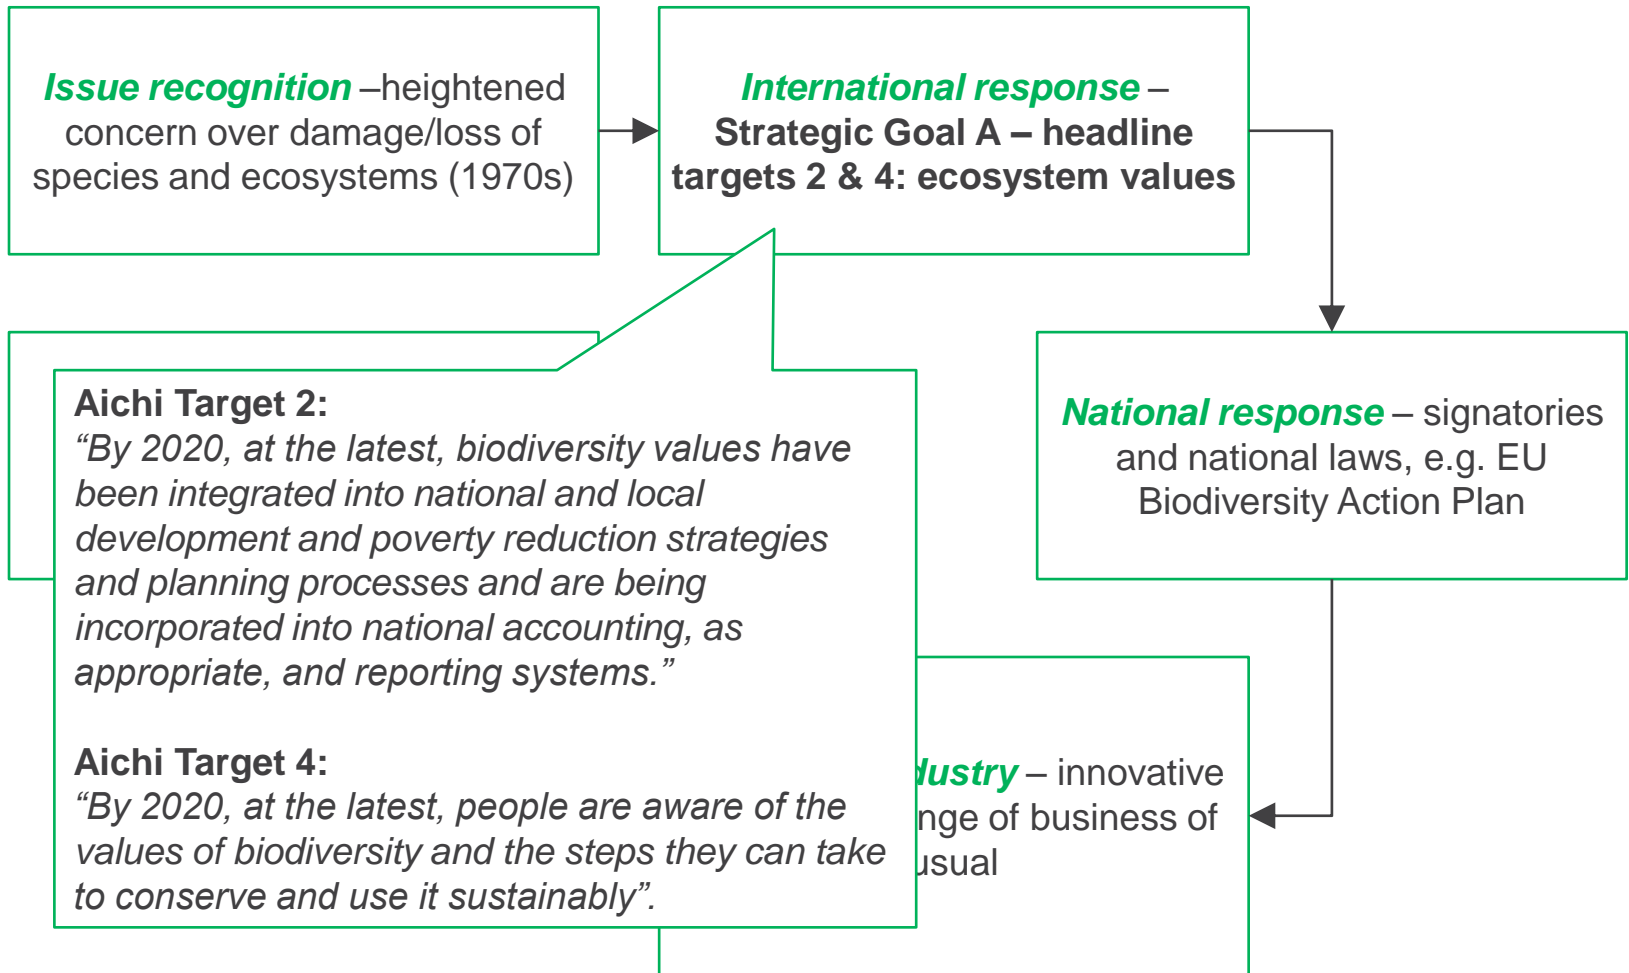 Issue recognition –heightened
concern over damage/loss of
species and ecosystems (1970s)
International response –
Strategic Goal A – headline
targets 2 & 4: ecosystem values
National response – signatories
and national laws, e.g. EU
Biodiversity Action Plan
Aichi Target 2:
“By 2020, at the latest, biodiversity values have
been integrated into national and local
development and poverty reduction strategies
and planning processes and are being
incorporated into national accounting, as
appropriate, and reporting systems.”
Aichi Target 4:
“By 2020, at the latest, people are aware of the
values of biodiversity and the steps they can take
to conserve and use it sustainably”.
– innovative
of business of
usual